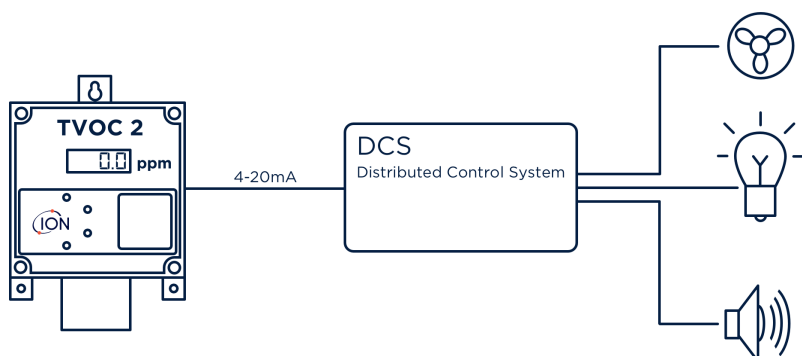 TVOC 2
0.0 ppm
ION
4-20mA
DCS
Distributed Control System